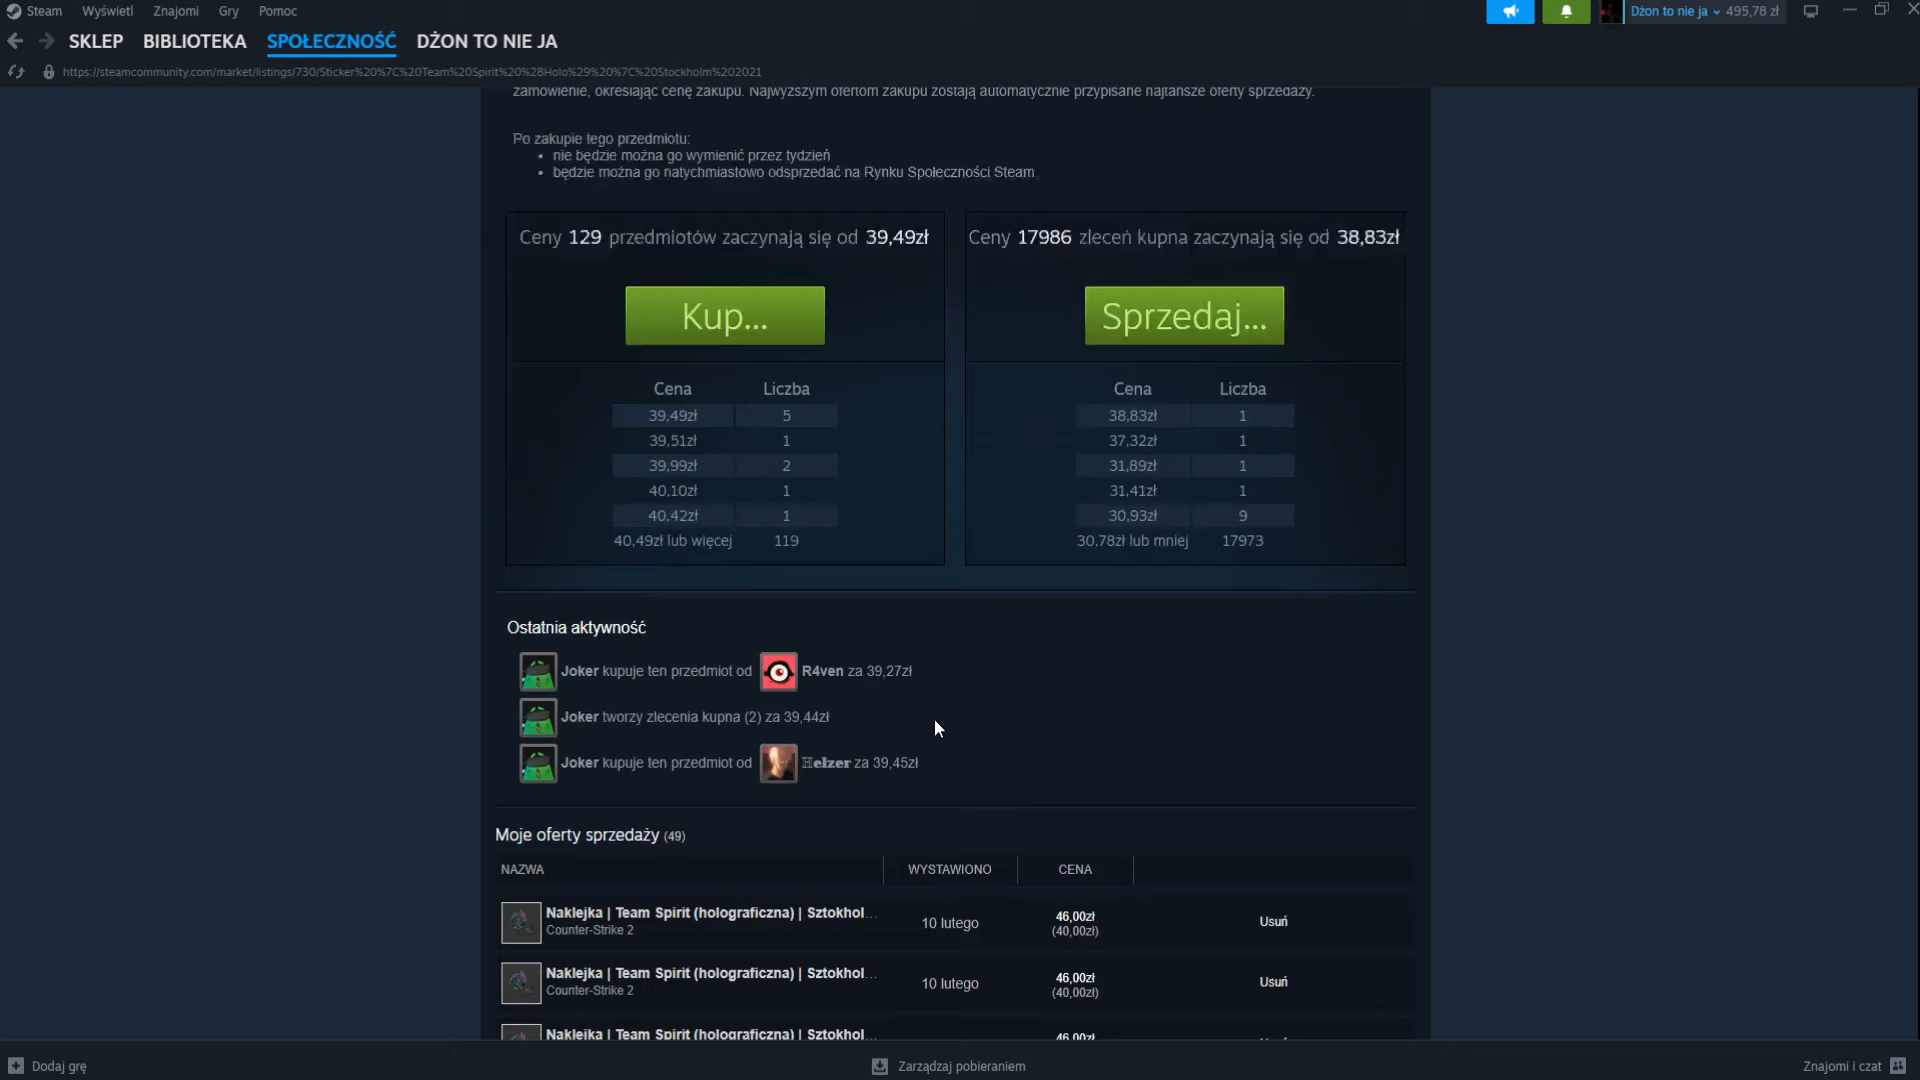 Steam Wyświetl Znajomi Gry Pomoc
Dżon to nie ja 495,78 zł
SKLEP BIBLIOTEKA SPOŁECZNOŚĆ DŻON TO NIE JA
https://steamcommunity.com/market/listings/730/Sticker%20%7C%20Team%20Spirit%20%28Holo%29%20%7C%20Stockholm%202021
zamówienie, określając cenę zakupu. Najwyższym ofertom zakupu zostają automatycznie przypisane najtańsze oferty sprzedaży.
Po zakupie tego przedmiotu:
• nie będzie można go wymienić przez tydzień
• będzie można go natychmiastowo odsprzedać na Rynku Społeczności Steam
Ceny 129 przedmiotów zaczynają się od 39,49zł
Kup...
Cena Liczba
39,49zł 5
39,51zł 1
39,99zł 2
40,10zł 1
40,42zł 1
40,49zł lub więcej 119
Ceny 17986 zleceń kupna zaczynają się od 38,83zł
Sprzedaj...
Cena Liczba
38,83zł 1
37,32zł 1
31,89zł 1
31,41zł 1
30,93zł 9
30,78zł lub mniej 17973
Ostatnia aktywność
Joker kupuje ten przedmiot od R4ven za 39,27zł
Joker tworzy zlecenia kupna (2) za 39,44zł
Joker kupuje ten przedmiot od ℍ𝕖𝕝𝕫𝕖𝕣 za 39,45zł
Moje oferty sprzedaży (49)
NAZWA WYSTAWIONO CENA
Naklejka | Team Spirit (holograficzna) | Sztokhol...
Counter-Strike 2
10 lutego
46,00zł
(40,00zł)
Usuń
Naklejka | Team Spirit (holograficzna) | Sztokhol...
Counter-Strike 2
10 lutego
46,00zł
(40,00zł)
Usuń
Naklejka | Team Spirit (holograficzna) | Sztokhol...
46,00zł
Dodaj grę
Zarządzaj pobieraniem
Znajomi i czat